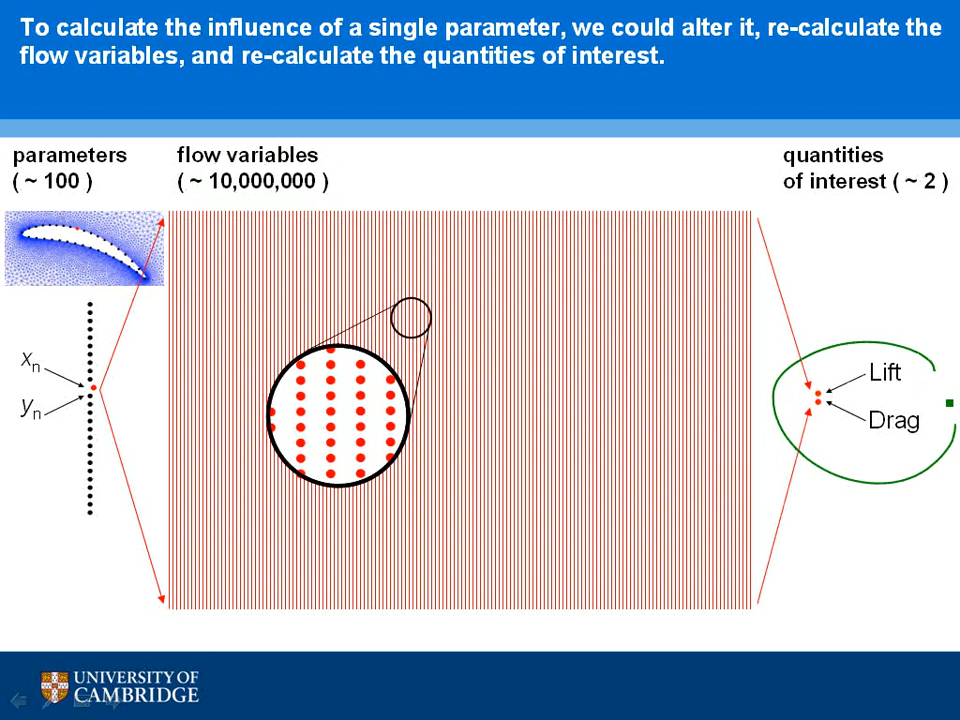 To calculate the influence of a single parameter, we could alter it, re-calculate the
flow variables, and re-calculate the quantities of interest.
parameters
( ~ 100 )
flow variables
( ~ 10,000,000 )
quantities
of interest ( ~ 2 )
xn
yn
Lift
Drag
UNIVERSITY OF
CAMBRIDGE